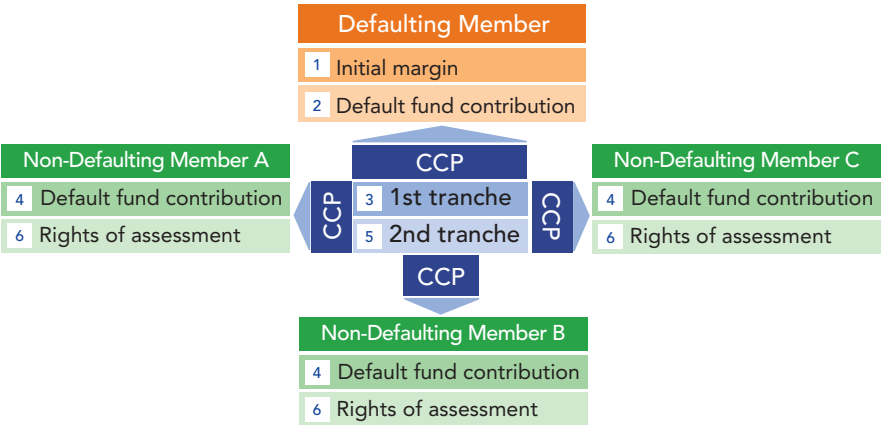 Defaulting Member
1 Initial margin
2 Default fund contribution
Non-Defaulting Member A
4 Default fund contribution
6 Rights of assessment
CCP
CCP
3 1st tranche
5 2nd tranche
CCP
CCP
Non-Defaulting Member C
4 Default fund contribution
6 Rights of assessment
Non-Defaulting Member B
4 Default fund contribution
6 Rights of assessment